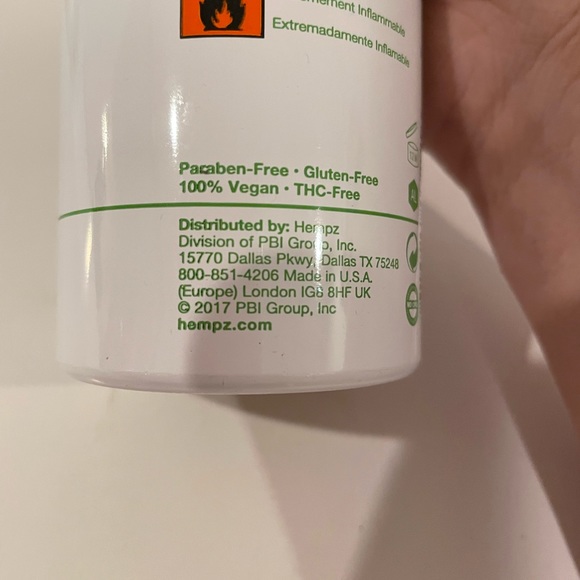 Inflammable
Extremadamente Inflamable
Paraben-Free • Gluten-Free
100% Vegan • THC-Free
Distributed by: Hempz
Division of PBI Group, Inc.
15770 Dallas Pkwy, Dallas TX 75248
800-851-4206 Made in U.S.A.
(Europe) London IG8 8HF UK
© 2017 PBI Group, Inc
hempz.com